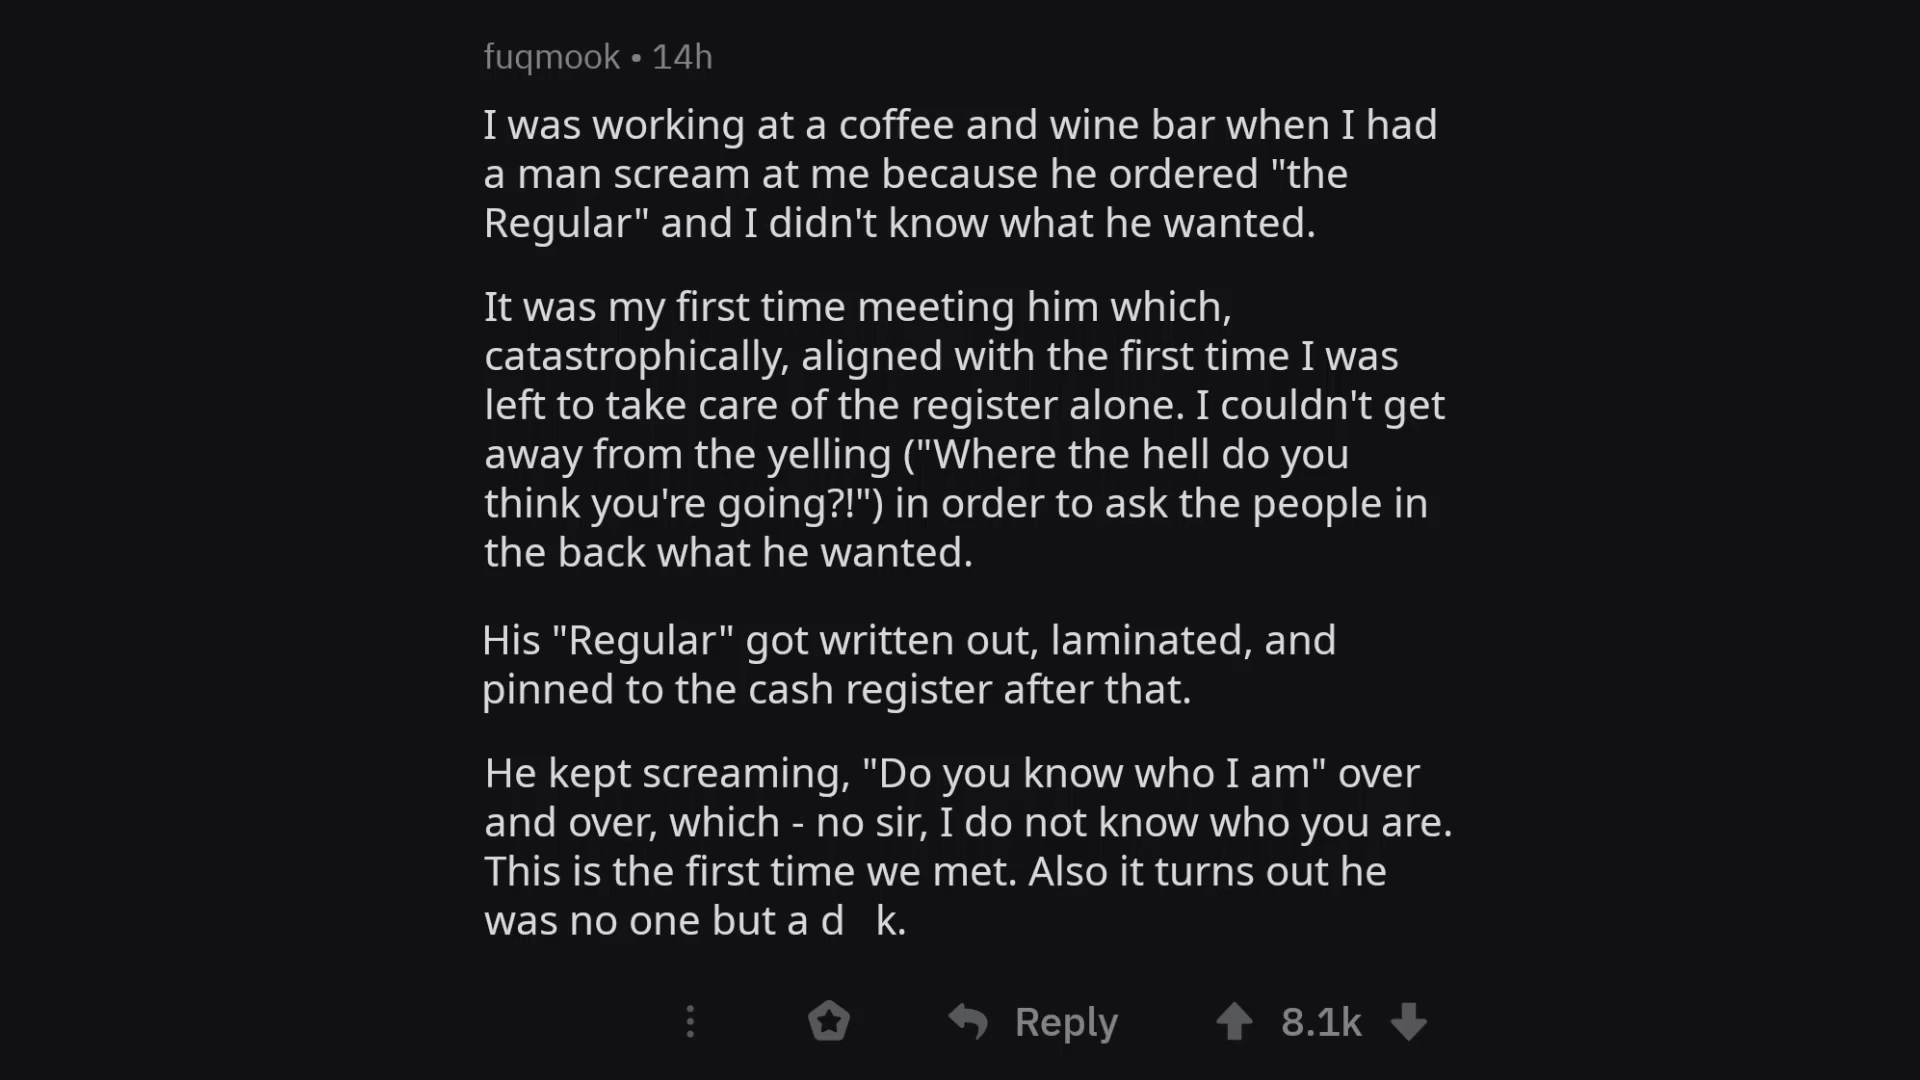 fuqmook • 14h
I was working at a coffee and wine bar when I had
a man scream at me because he ordered "the
Regular" and I didn't know what he wanted.
It was my first time meeting him which,
catastrophically, aligned with the first time I was
left to take care of the register alone. I couldn't get
away from the yelling ("Where the hell do you
think you're going?!") in order to ask the people in
the back what he wanted.
His "Regular" got written out, laminated, and
pinned to the cash register after that.
He kept screaming, "Do you know who I am" over
and over, which - no sir, I do not know who you are.
This is the first time we met. Also it turns out he
was no one but a d k.
Reply 8.1k